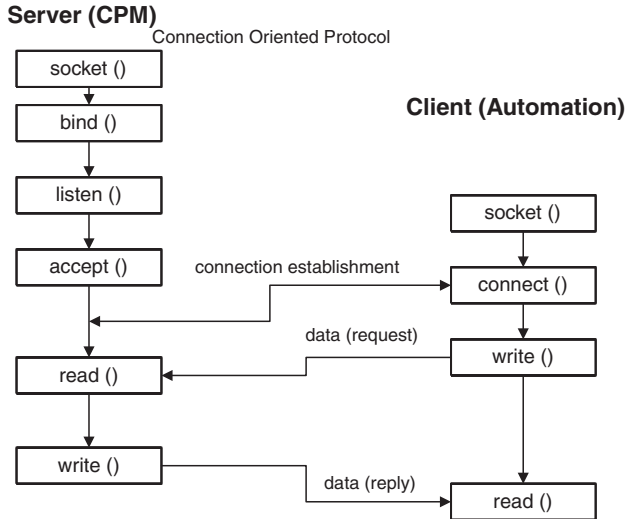 Server (CPM)
Connection Oriented Protocol
socket ()
bind ()
Client (Automation)
listen ()
socket ()
accept ()
connection establishment
connect ()
data (request)
write ()
read ()
write ()
data (reply)
read ()